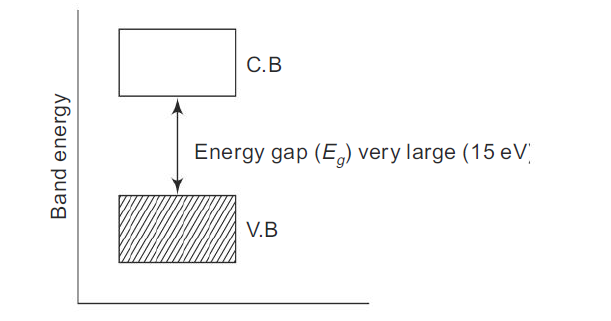 C.B
Band energy
Energy gap (Eg) very large (15 eV)
V.B